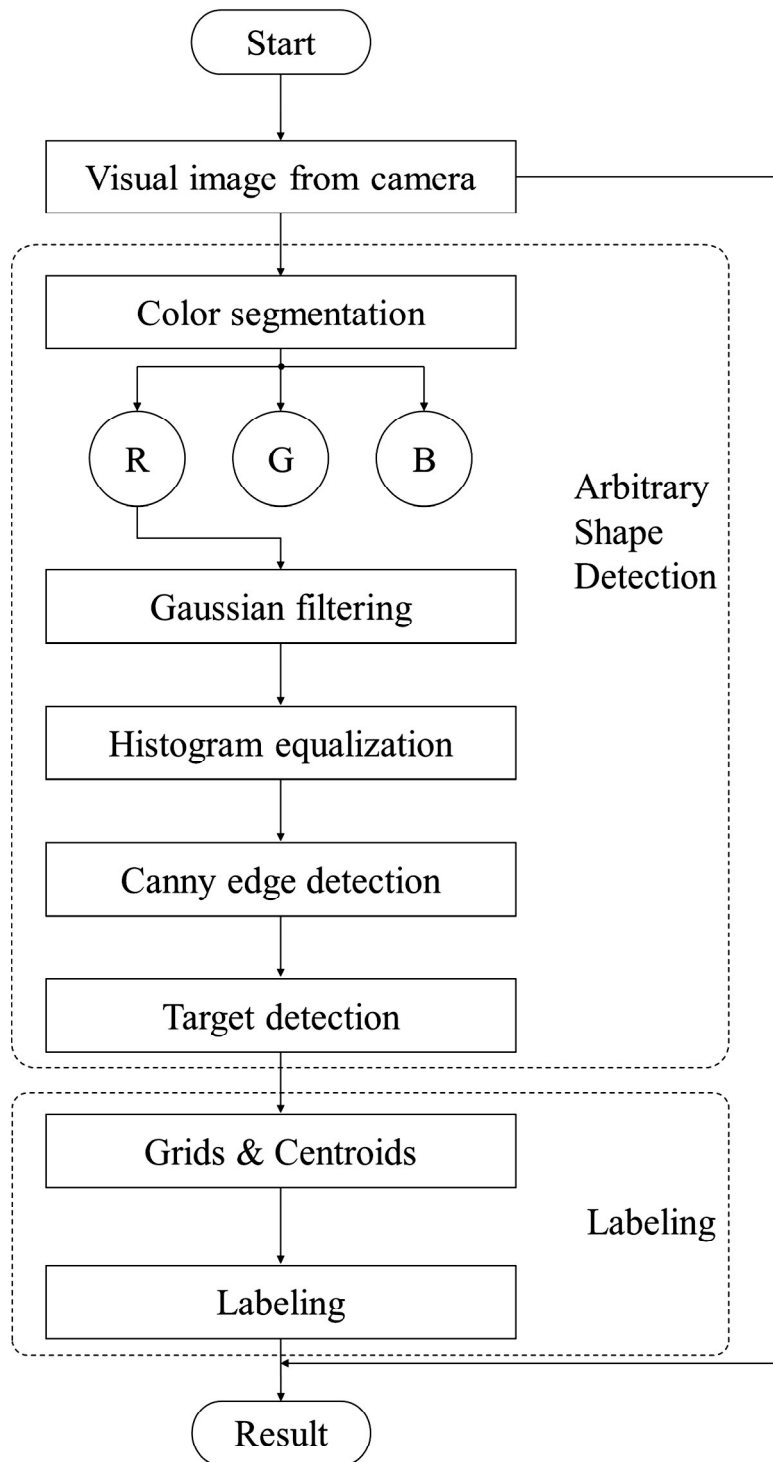 Start
Visual image from camera
Color segmentation
R
G
B
Arbitrary
Shape
Detection
Gaussian filtering
Histogram equalization
Canny edge detection
Target detection
Grids & Centroids
Labeling
Labeling
Result